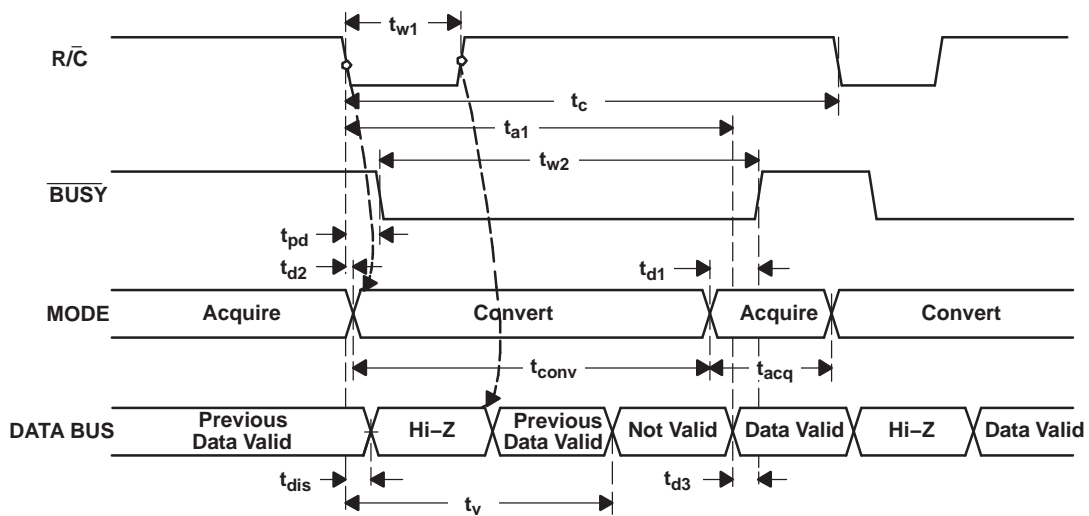 t_w1
R/C̅
t_c
t_a1
t_w2
B̅U̅S̅Y̅
t_pd
t_d2
t_d1
MODE Acquire Convert Acquire Convert
t_conv t_acq
DATA BUS Previous Data Valid Hi−Z Previous Data Valid Not Valid Data Valid Hi−Z Data Valid
t_dis
t_d3
t_v